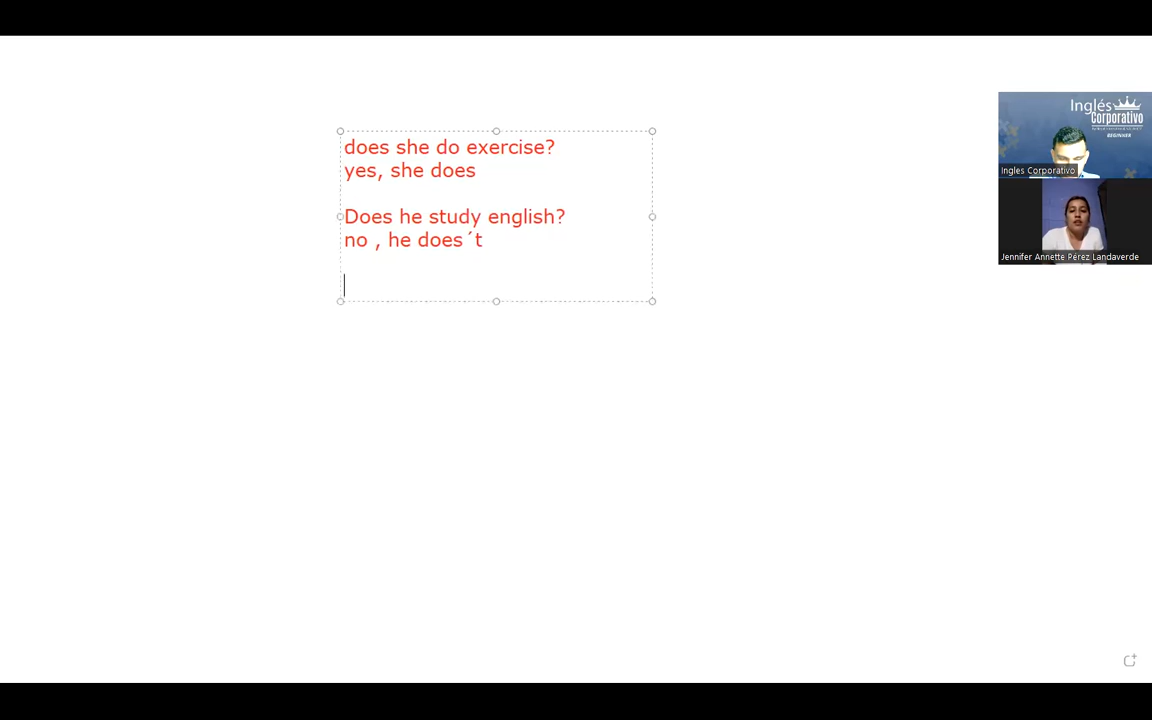 does she do exercise?
yes, she does
Does he study english?
no , he does´t
Inglés
Corporativo
BEGINNER
Ingles Corporativo
Jennifer Annette Pérez Landaverde